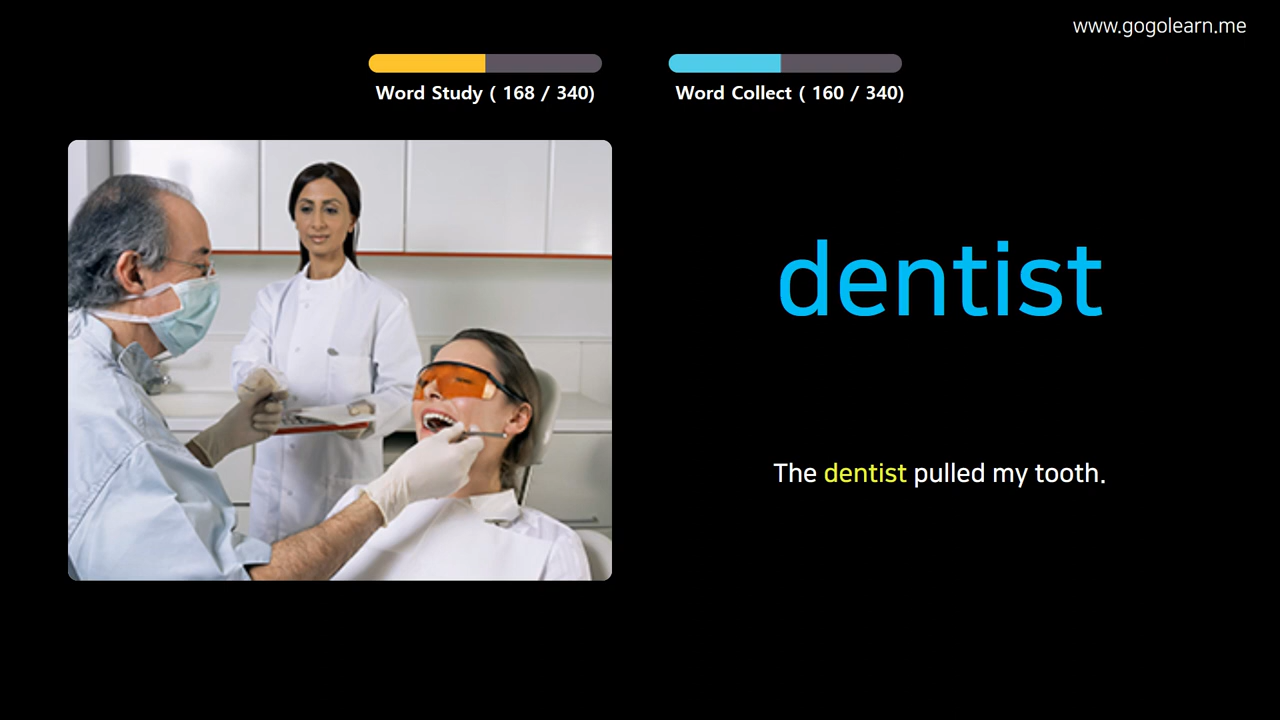 www.gogolearn.me
Word Study ( 168 / 340)
Word Collect ( 160 / 340)
dentist
The dentist pulled my tooth.